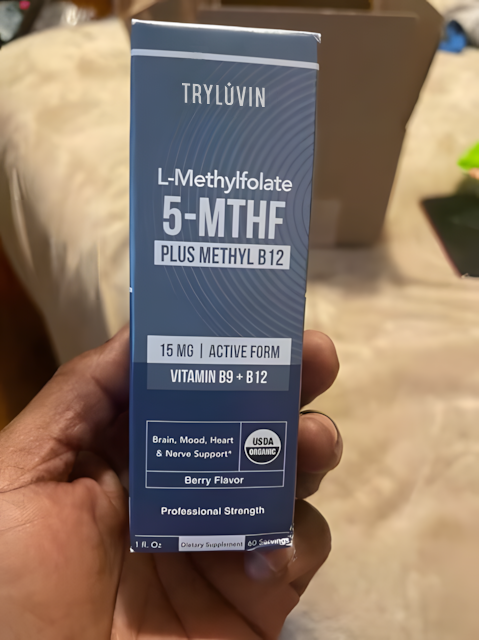 TRYLŮVIN
L-Methylfolate
5-MTHF
PLUS METHYL B12
15 MG | ACTIVE FORM
VITAMIN B9 + B12
Brain, Mood, Heart
& Nerve Support*
USDA
ORGANIC
Berry Flavor
Professional Strength
1 fl. Oz
Dietary Supplement
60 Servings